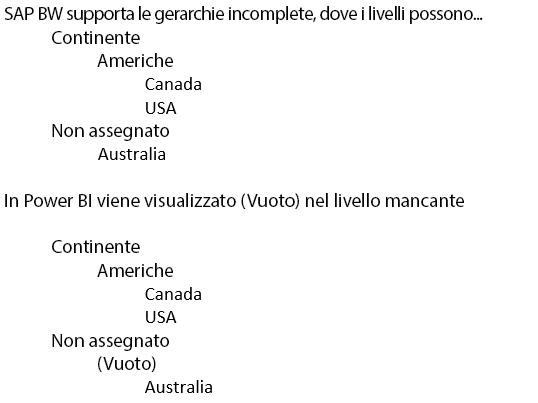 SAP BW supporta le gerarchie incomplete, dove i livelli possono...
Continente
Americhe
Canada
USA
Non assegnato
Australia
In Power BI viene visualizzato (Vuoto) nel livello mancante
Continente
Americhe
Canada
USA
Non assegnato
(Vuoto)
Australia